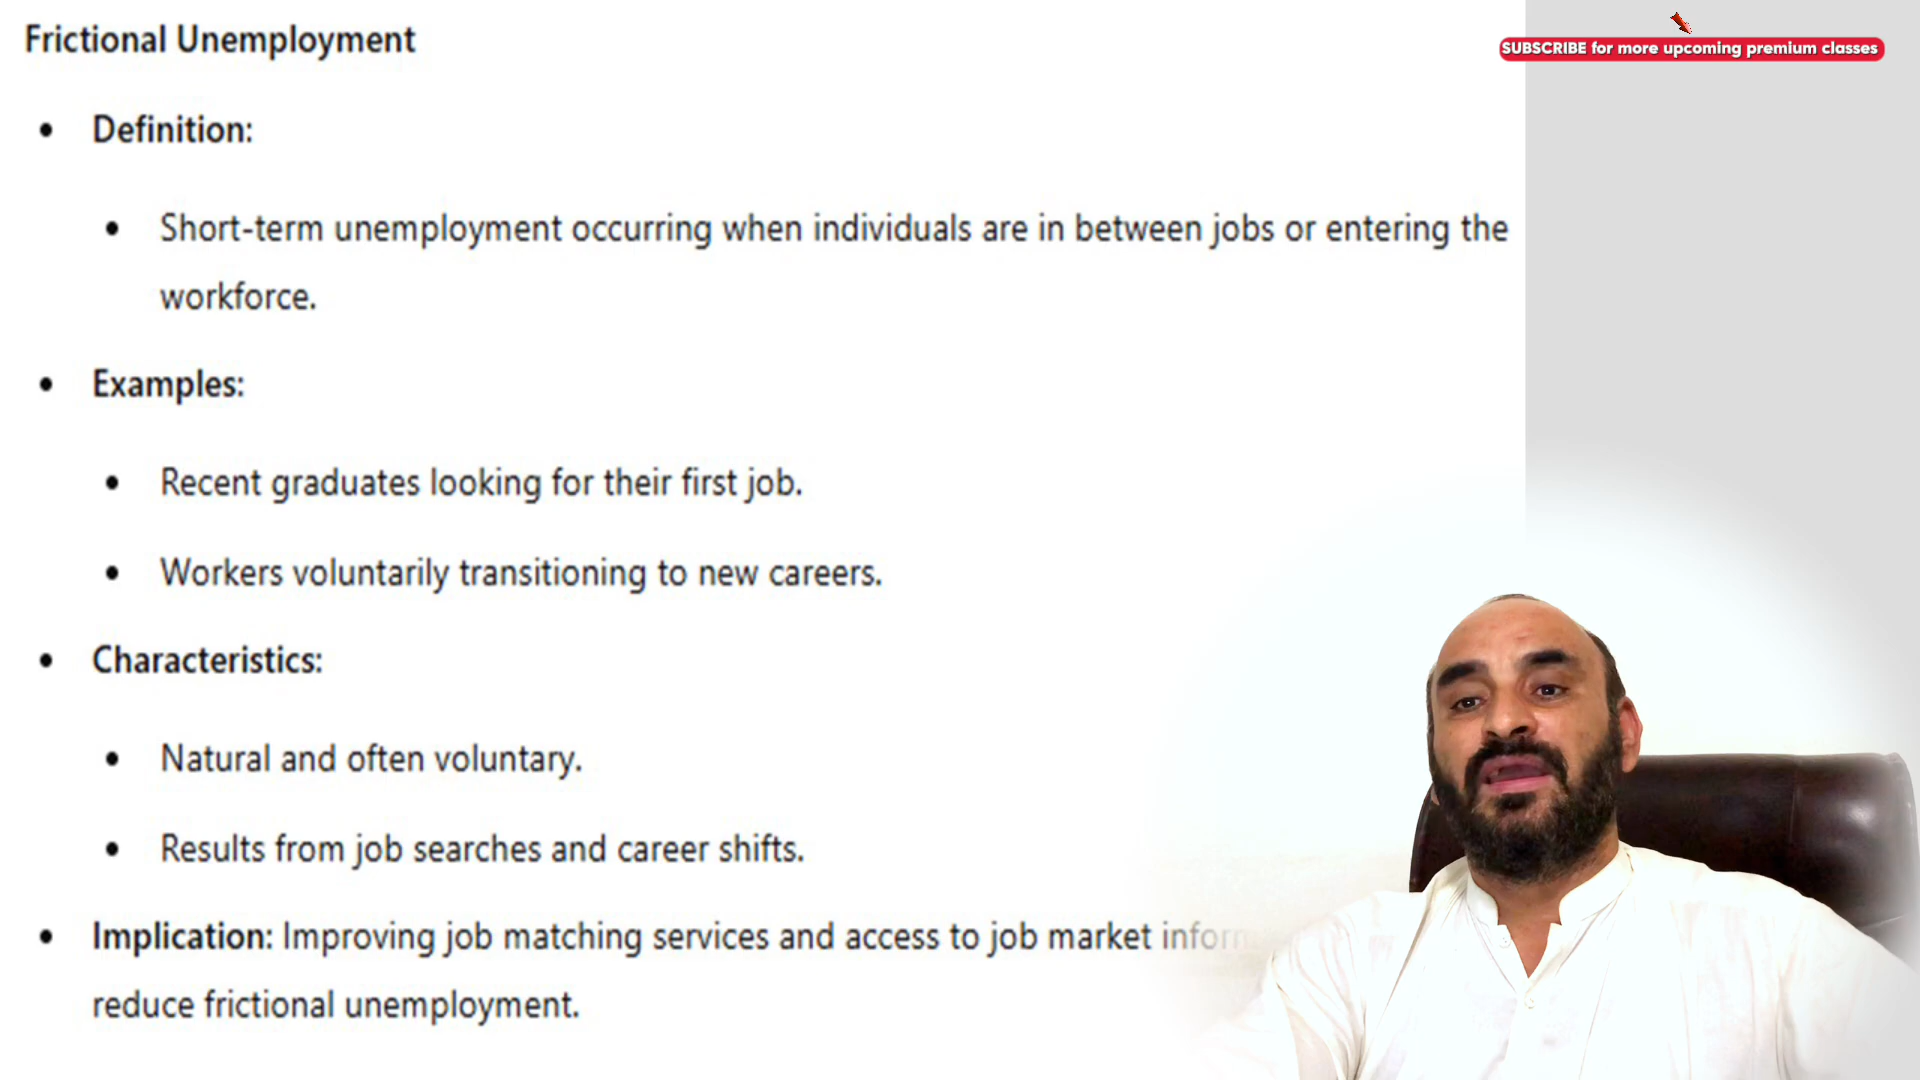 Frictional Unemployment
SUBSCRIBE for more upcoming premium classes
• Definition:
• Short-term unemployment occurring when individuals are in between jobs or entering the
workforce.
• Examples:
• Recent graduates looking for their first job.
• Workers voluntarily transitioning to new careers.
• Characteristics:
• Natural and often voluntary.
• Results from job searches and career shifts.
• Implication: Improving job matching services and access to job market
reduce frictional unemployment.